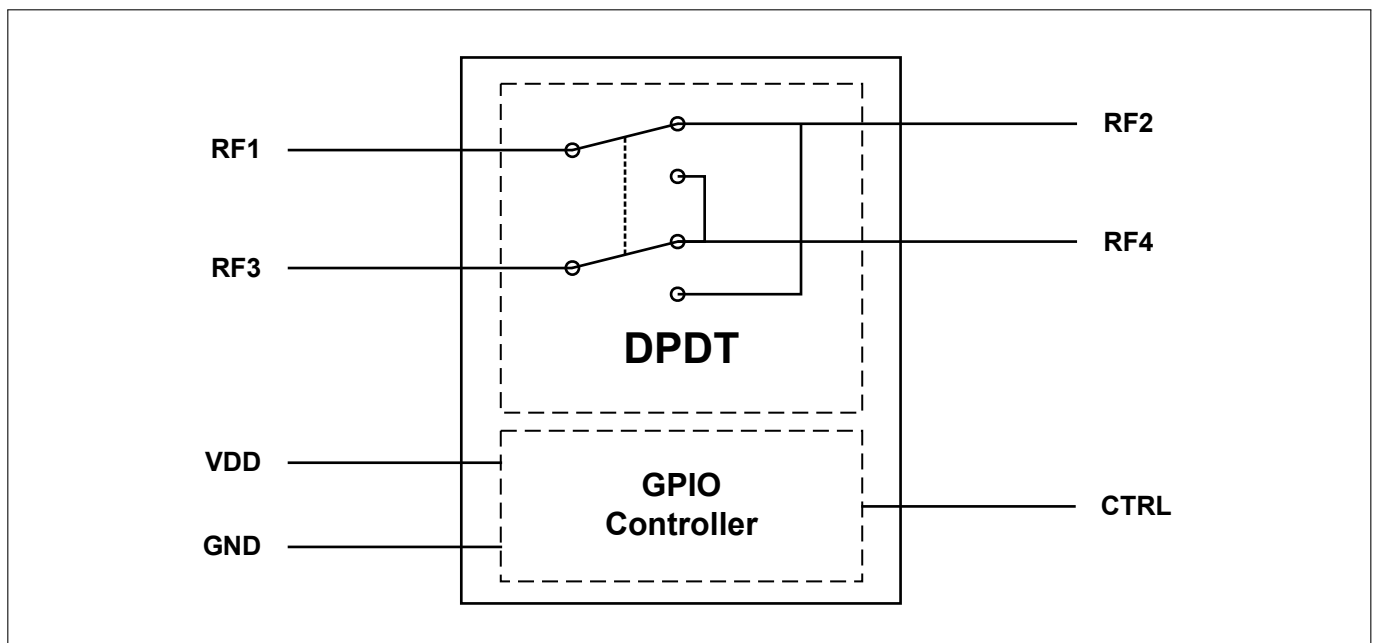 RF1
RF2
RF3
RF4
DPDT
VDD
GND
GPIO
Controller
CTRL